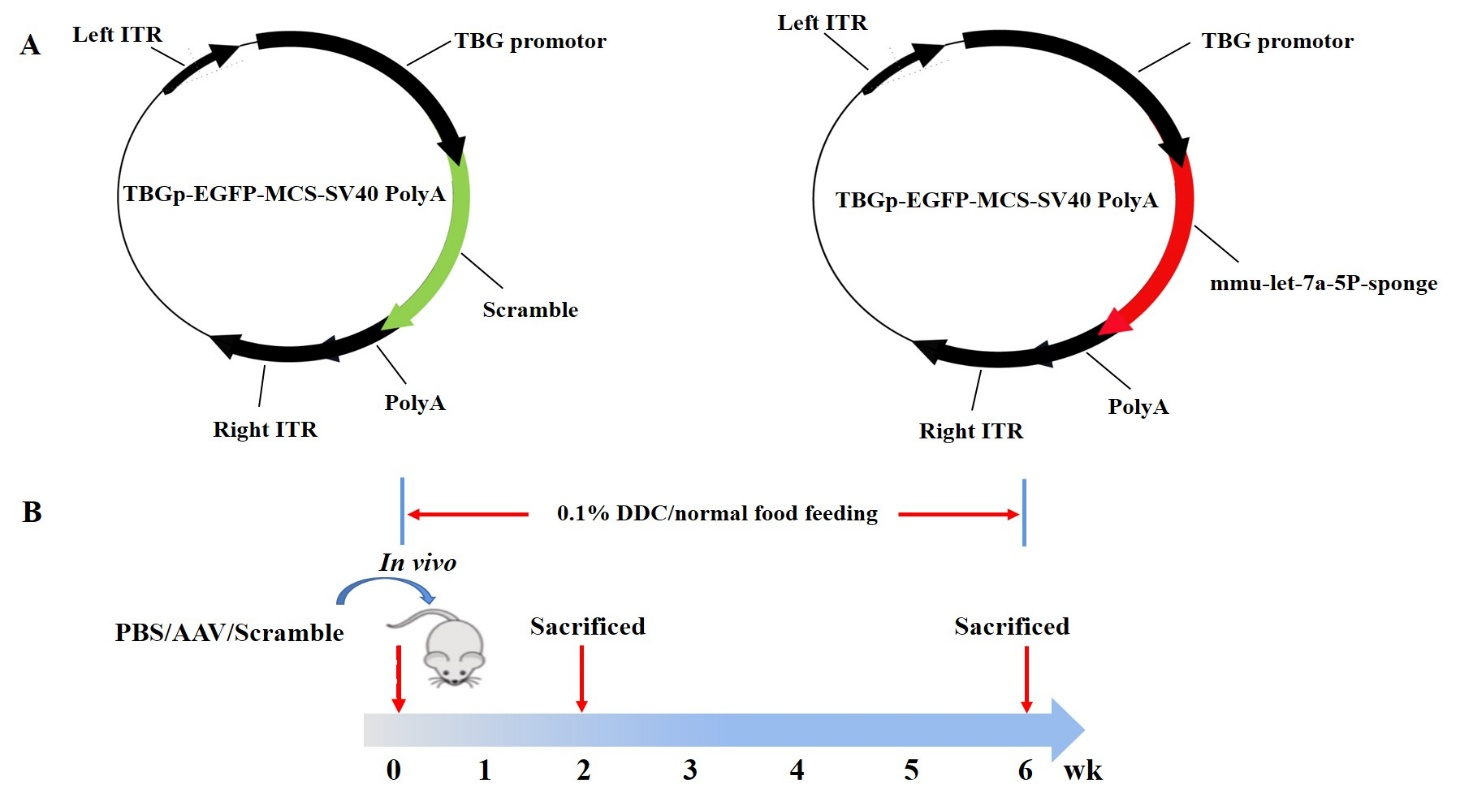 A
Left ITR
TBG promotor
TBGp-EGFP-MCS-SV40 PolyA
Scramble
PolyA
Right ITR
Left ITR
TBG promotor
TBGp-EGFP-MCS-SV40 PolyA
mmu-let-7a-5P-sponge
PolyA
Right ITR
B
0.1% DDC/normal food feeding
In vivo
PBS/AAV/Scramble
Sacrificed
Sacrificed
0 1 2 3 4 5 6 wk